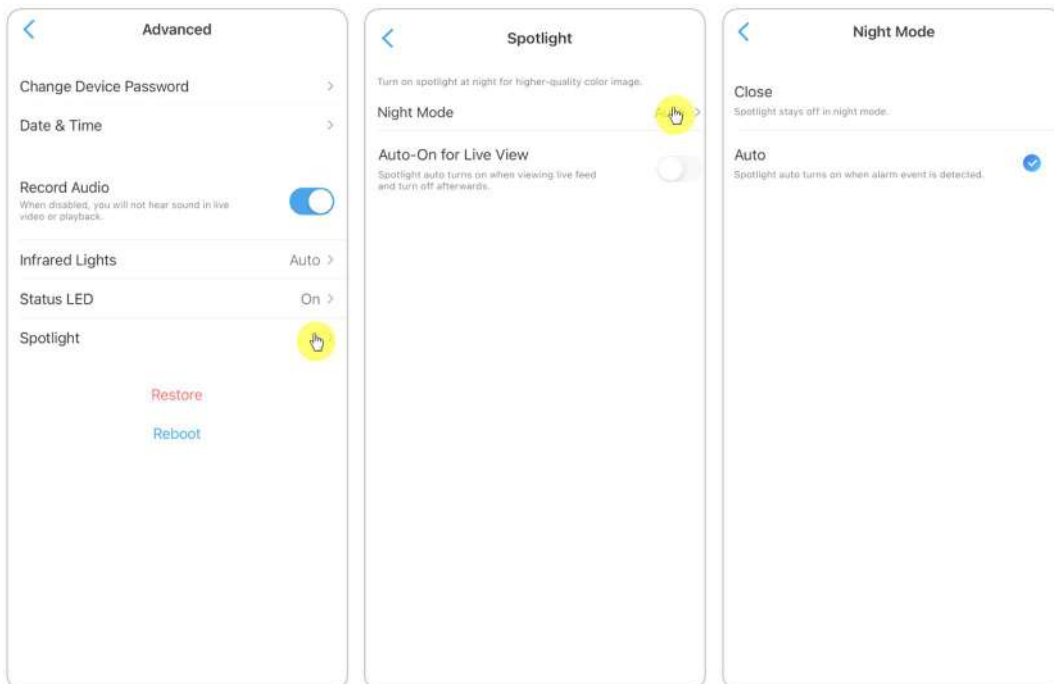 Advanced
Change Device Password
Date & Time
Record Audio
When disabled, you will not hear sound in live
video or playback.
Infrared Lights
Auto
Status LED
On
Spotlight
Restore
Reboot
Spotlight
Turn on spotlight at night for higher-quality color image.
Night Mode
Auto-On for Live View
Spotlight auto turns on when viewing live feed
and turn off afterwards.
Night Mode
Close
Spotlight stays off in night mode.
Auto
Spotlight auto turns on when alarm event is detected.